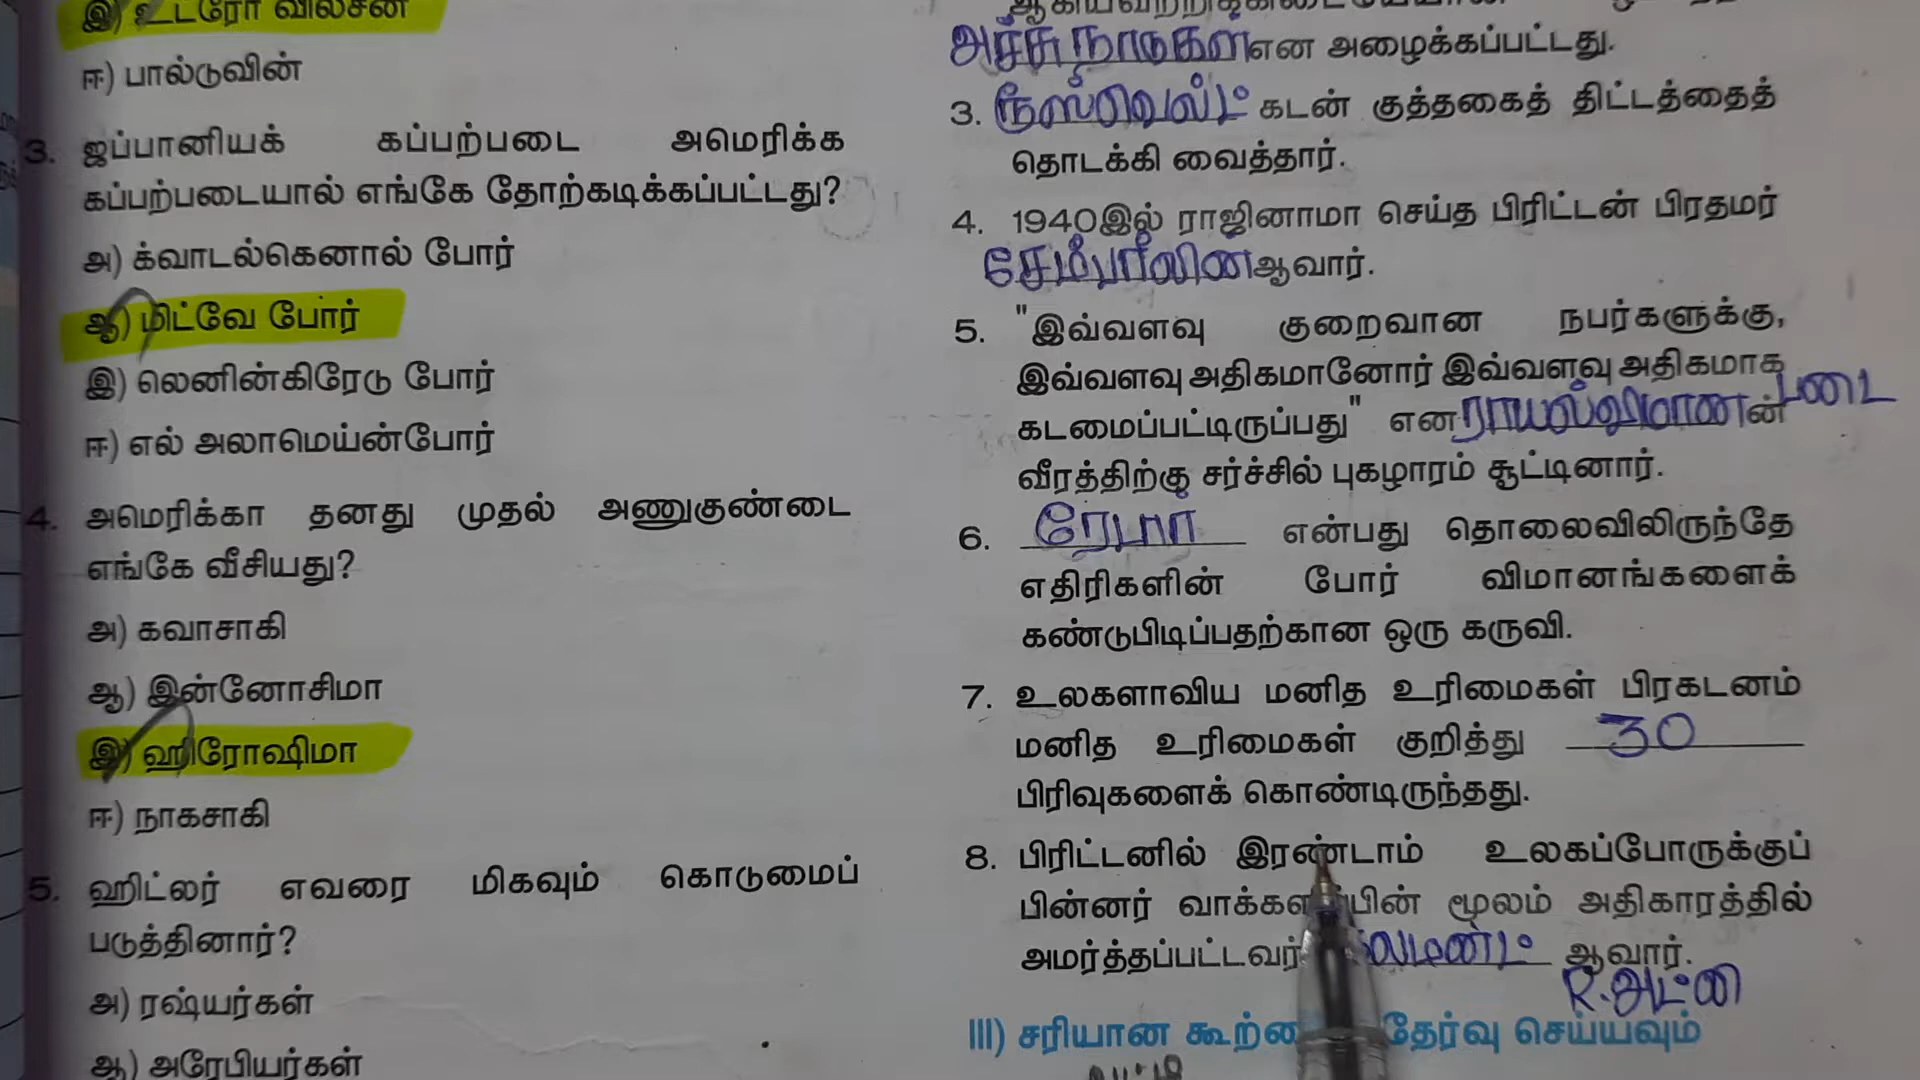 இ) உட்ரோ வில்சன்
ஈ) பால்டுவின்
3. ஜப்பானியக் கப்பற்படை அமெரிக்க
கப்பற்படையால் எங்கே தோற்கடிக்கப்பட்டது?
அ) க்வாடல்கெனால் போர்
ஆ) மிட்வே போர்
இ) லெனின்கிரேடு போர்
ஈ) எல் அலாமெய்ன்போர்
4. அமெரிக்கா தனது முதல் அணுகுண்டை
எங்கே வீசியது?
அ) கவாசாகி
ஆ) இன்னோசிமா
இ) ஹிரோஷிமா
ஈ) நாகசாகி
5. ஹிட்லர் எவரை மிகவும் கொடுமைப்
படுத்தினார்?
அ) ரஷ்யர்கள்
ஆ) அரேபியர்கள்
அச்சு நாடுகள் என அழைக்கப்பட்டது.
3. ரூஸ்வெல்ட் கடன் குத்தகைத் திட்டத்தைத்
தொடக்கி வைத்தார்.
4. 1940இல் ராஜினாமா செய்த பிரிட்டன் பிரதமர்
சேம்பர்லின் ஆவார்.
5. "இவ்வளவு குறைவான நபர்களுக்கு,
இவ்வளவு அதிகமானோர் இவ்வளவு அதிகமாக
கடமைப்பட்டிருப்பது" என ராயல்விமானப்படையின்
வீரத்திற்கு சர்ச்சில் புகழாரம் சூட்டினார்.
6. ரேடார் என்பது தொலைவிலிருந்தே
எதிரிகளின் போர் விமானங்களைக்
கண்டுபிடிப்பதற்கான ஒரு கருவி.
7. உலகளாவிய மனித உரிமைகள் பிரகடனம்
மனித உரிமைகள் குறித்து 30
பிரிவுகளைக் கொண்டிருந்தது.
8. பிரிட்டனில் இரண்டாம் உலகப்போருக்குப்
பின்னர் மூலம் அதிகாரத்தில்
அமர்த்தப்பட்டவர் ஆவார்.
R. அட்லி
III) சரியான தேர்வு செய்யவும்